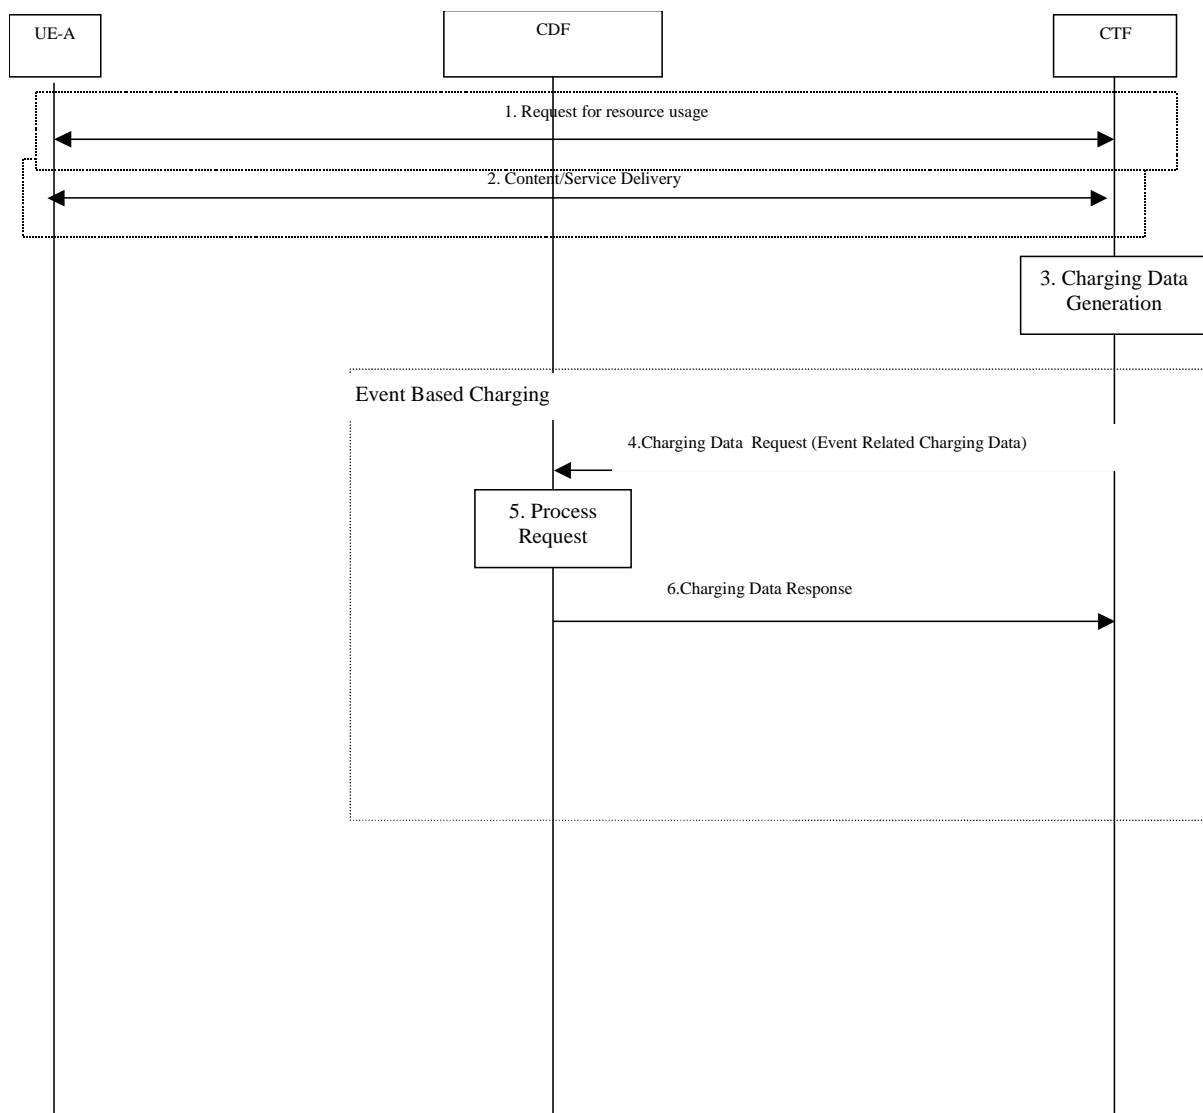 UE-A
CDF
CTF
1. Request for resource usage
2. Content/Service Delivery
3. Charging Data
Generation
Event Based Charging
4.Charging Data  Request (Event Related Charging Data)
5. Process
Request
6.Charging Data Response